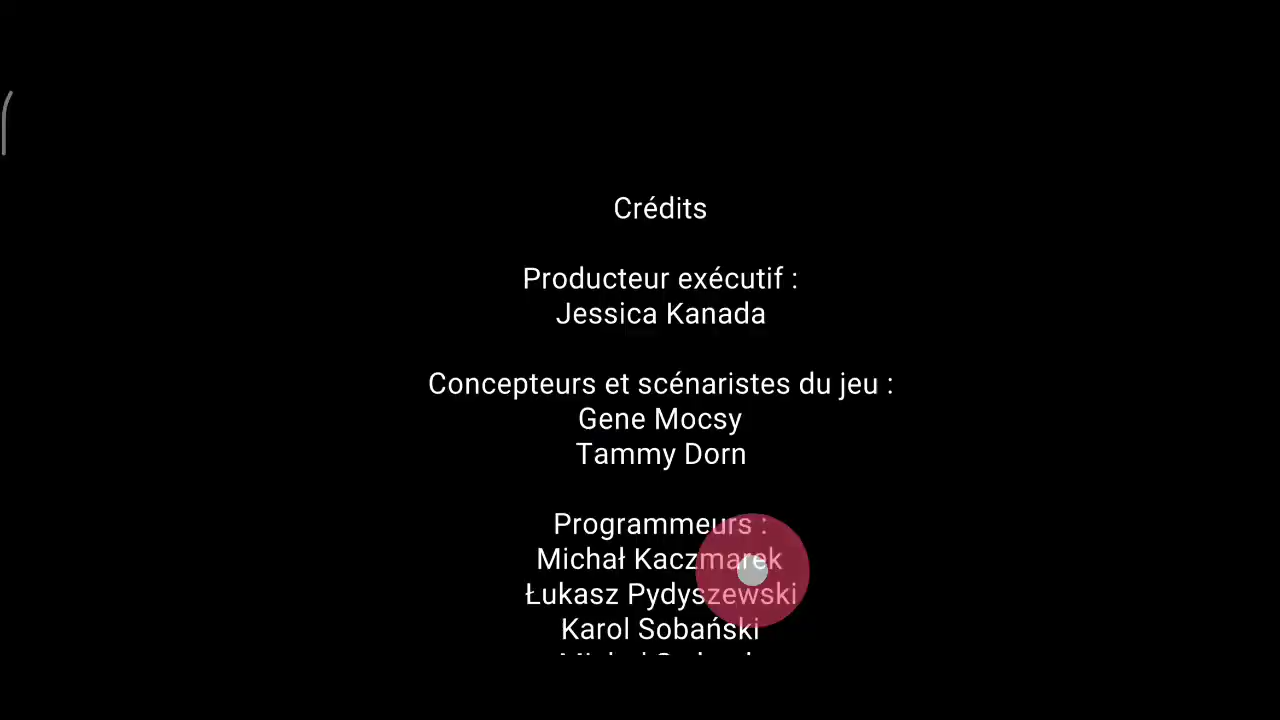 Crédits
Producteur exécutif :
Jessica Kanada
Concepteurs et scénaristes du jeu :
Gene Mocsy
Tammy Dorn
Programmeurs :
Michał Kaczmarek
Łukasz Pydyszewski
Karol Sobański